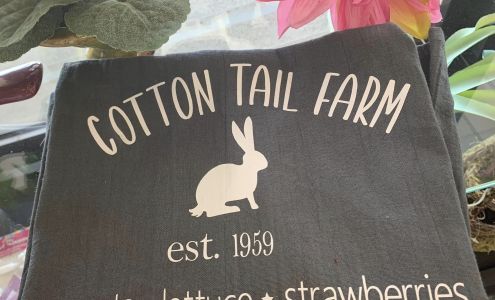 COTTON TAIL FARM
est. 1959
lettuce ★ strawberries